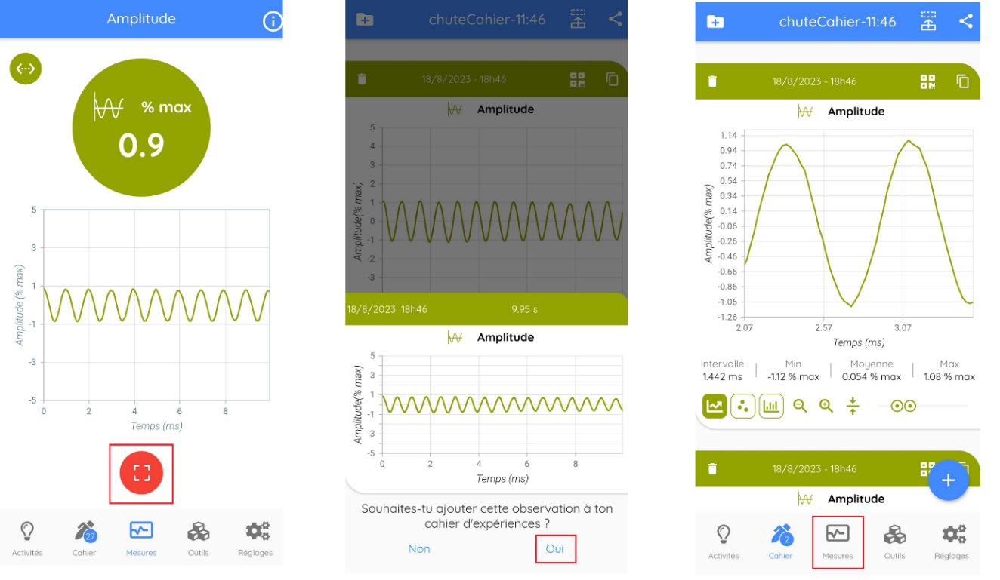 Amplitude
% max
0.9
Amplitude (% max)
5
3
1
-1
-3
-5
0 2 4 6 8
Temps (ms)
27
Activités Cahier Mesures Outils Réglages
chuteCahier-11:46
18/8/2023 - 18h46
Amplitude
Amplitude(% max)
5
4
3
2
1
0
-1
-2
-3
18/8/2023 18h46 9.95 s
Amplitude
Amplitude(% max)
5
3
1
-1
-3
-5
0 2 4 6 8
Temps (ms)
Souhaites-tu ajouter cette observation à ton
cahier d'expériences ?
Non Oui
chuteCahier-11:46
18/8/2023 - 18h46
Amplitude
Amplitude(% max)
1.14
0.94
0.74
0.54
0.34
0.14
-0.06
-0.26
-0.46
-0.66
-0.86
-1.06
-1.26
2.07 2.57 3.07
Temps (ms)
Intervalle Min Moyenne Max
1.442 ms -1.12 % max 0.054 % max 1.08 % max
18/8/2023 - 18h46
+
Amplitude
2
Activités Cahier Mesures Outils Réglages